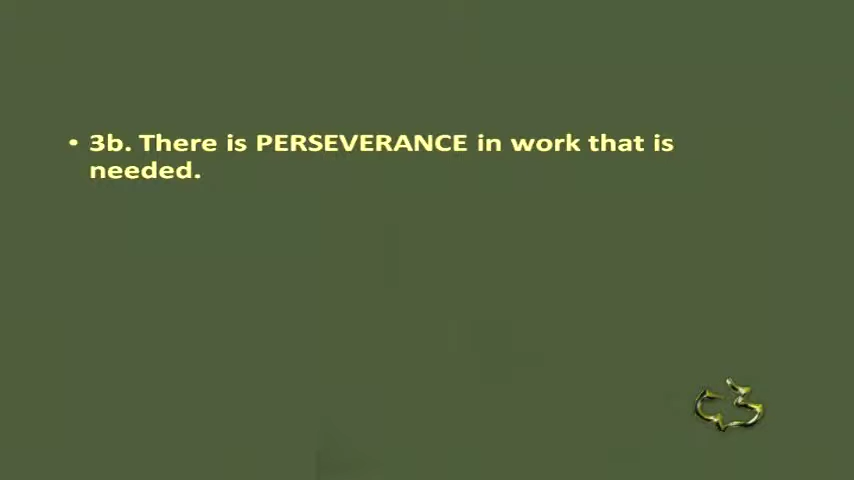 • 3b. There is PERSEVERANCE in work that is
needed.